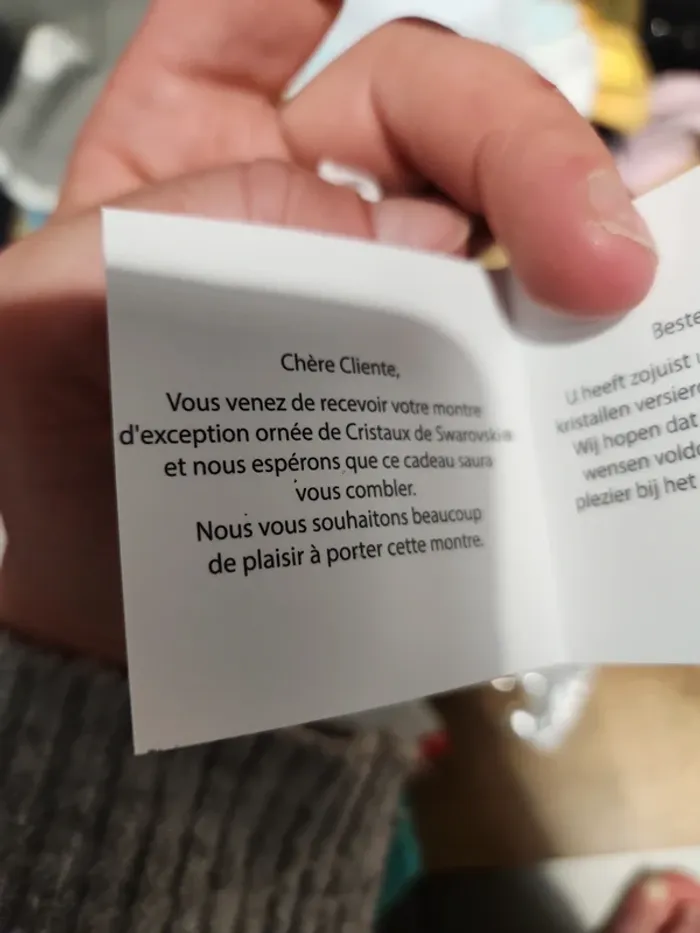 Chère Cliente,
Vous venez de recevoir votre montre
d'exception ornée de Cristaux de Swarovski
et nous espérons que ce cadeau saura
vous combler.
Nous vous souhaitons beaucoup
de plaisir à porter cette montre.
Beste
U heeft zojuist
kristallen
Wij hopen dat
wensen
plezier bij het